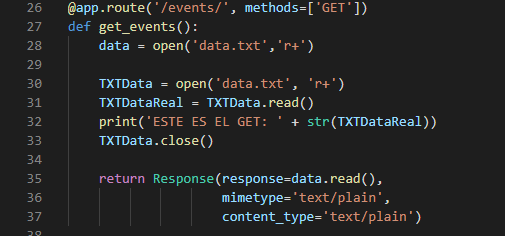 26 @app.route('/events/', methods=['GET'])
27 def get_events():
28     data = open('data.txt','r+')
29
30     TXTData = open('data.txt', 'r+')
31     TXTDataReal = TXTData.read()
32     print('ESTE ES EL GET: ' + str(TXTDataReal))
33     TXTData.close()
34
35     return Response(response=data.read(),
36                     mimetype='text/plain',
37                     content_type='text/plain')
38